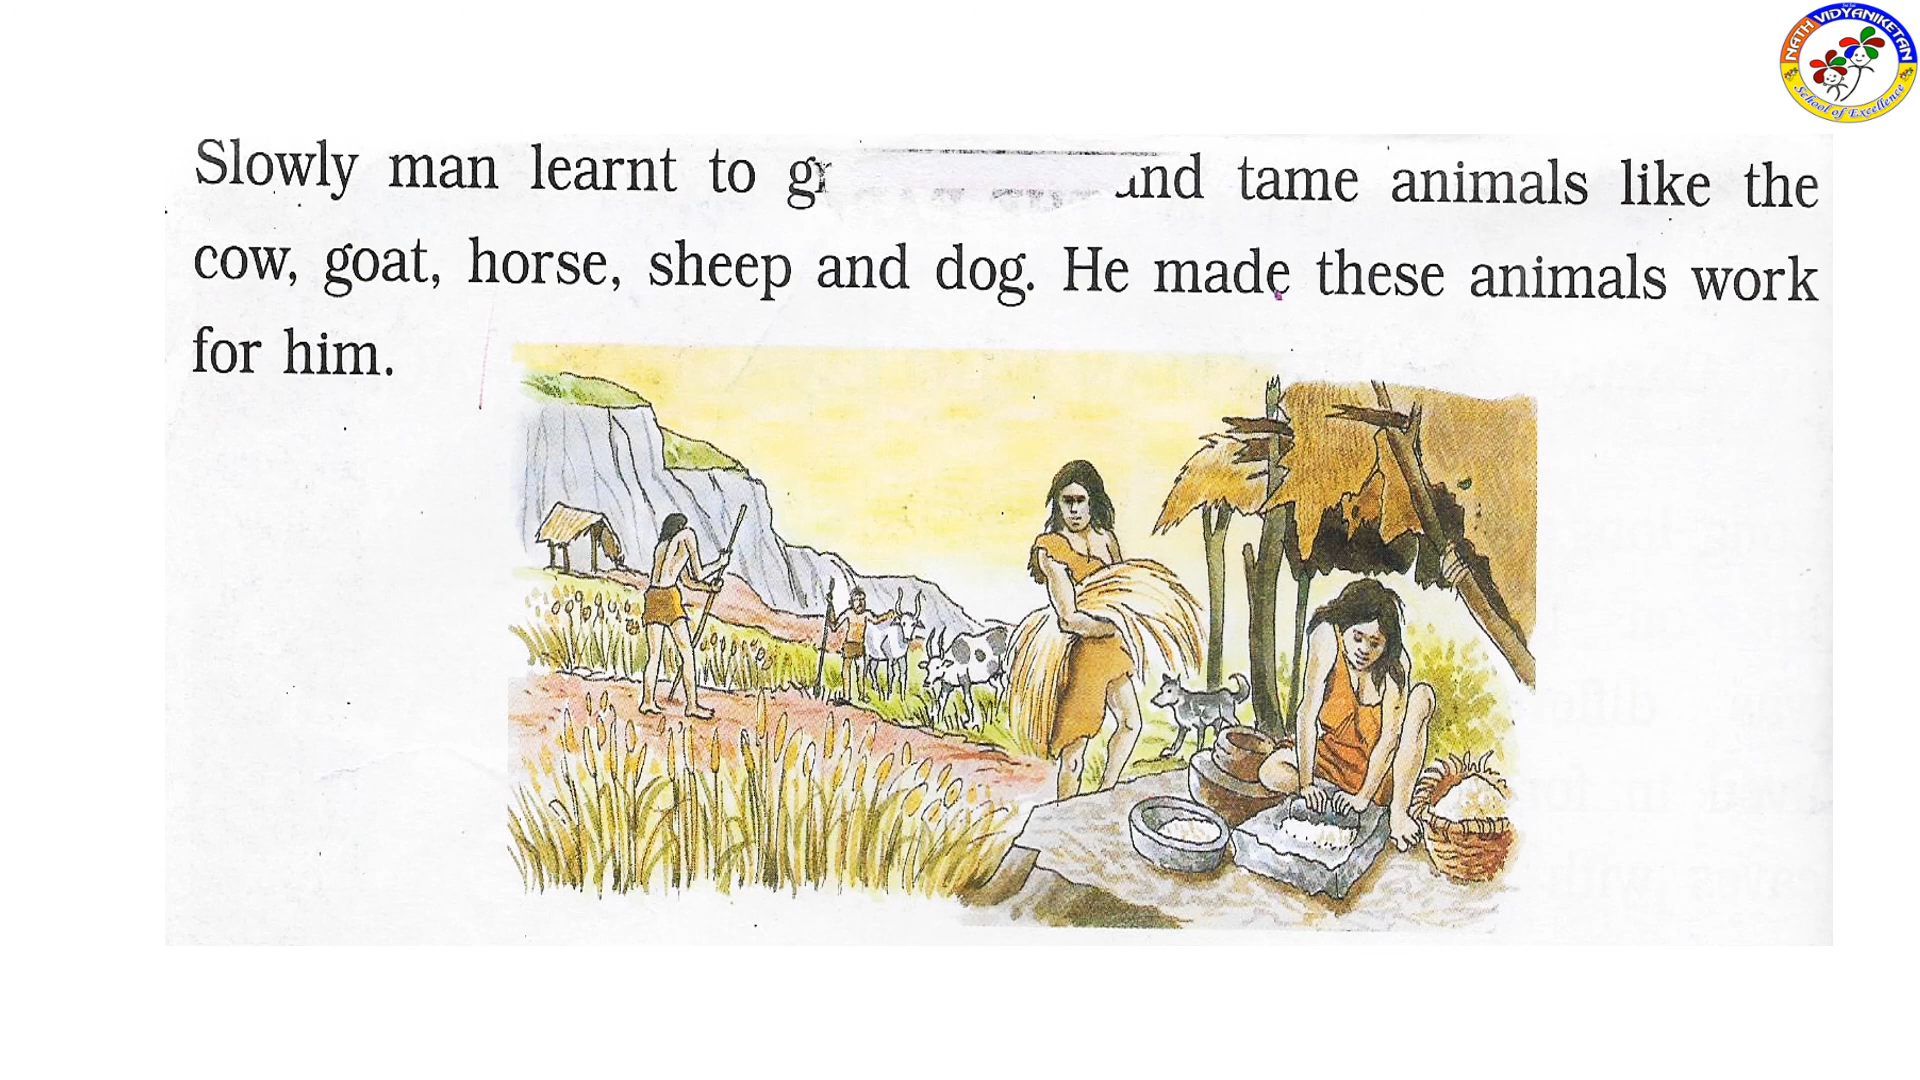 NATH VIDYANIKETAN
School of Excellence
Slowly man learnt to and tame animals like the
cow, goat, horse, sheep and dog. He made these animals work
for him.